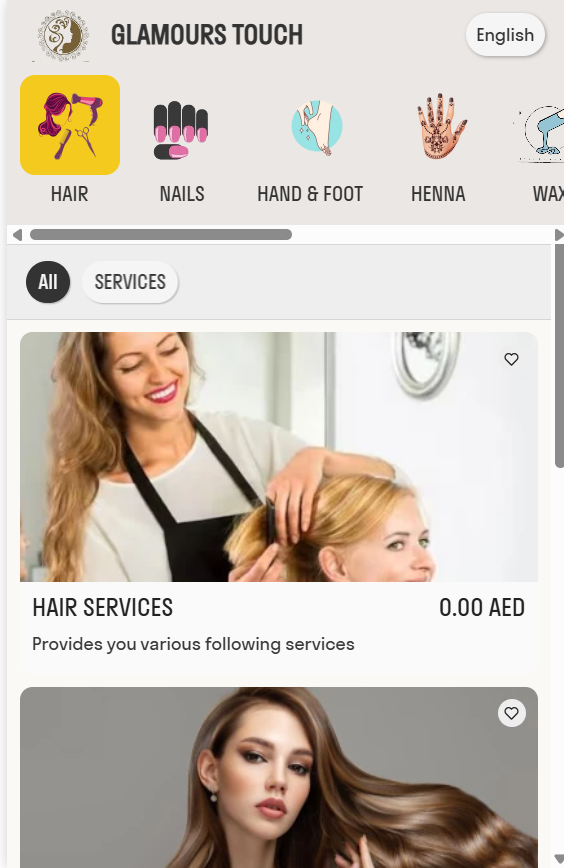 GLAMOURS TOUCH
English
HAIR
NAILS
HAND & FOOT
HENNA
WAX
All
SERVICES
HAIR SERVICES
0.00 AED
Provides you various following services